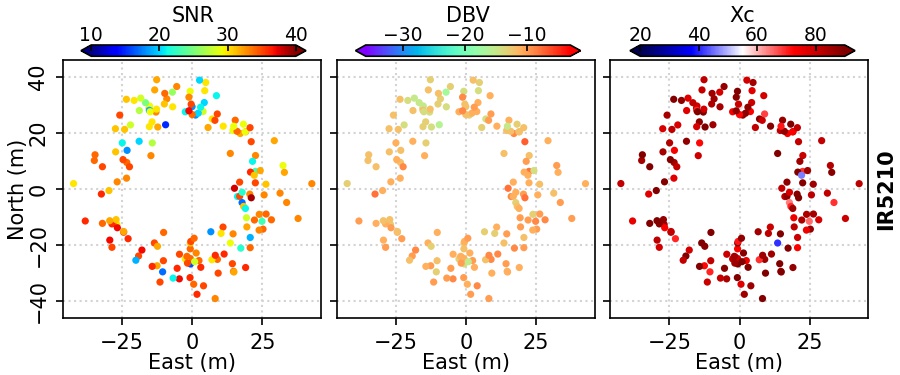 SNR DBV Xc
10 20 30 40 −30 −20 −10 20 40 60 80
40
20
0
−20
−40
North (m)
IR5210
−25 0 25 −25 0 25 −25 0 25
East (m) East (m) East (m)